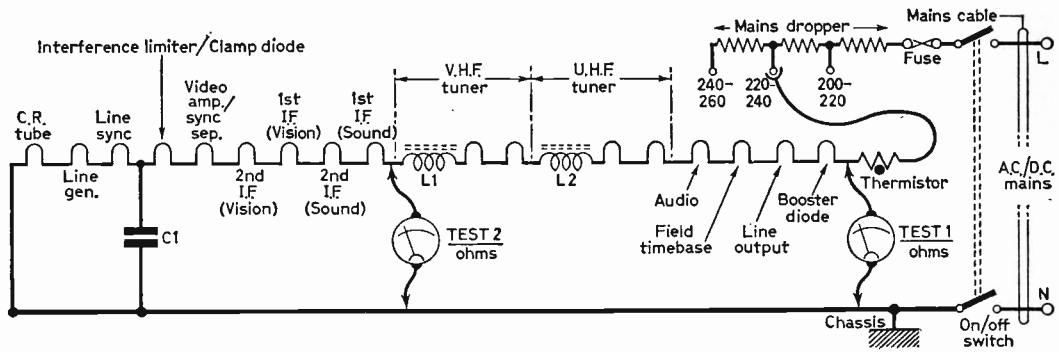 Mains dropper
Mains cable
Interference limiter/Clamp diode
V.H.F.
tuner
U.H.F.
tuner
Fuse
L
240-
260
220-
240
200-
220
C.R.
tube
Line
sync
Video
amp./
sync
sep.
1st
I.F.
(Vision)
1st
I.F.
(Sound)
Line
gen.
2nd
I.F.
(Vision)
2nd
I.F.
(Sound)
L1
L2
Thermistor
A.C./D.C.
mains
C1
TEST 2
ohms
Audio
Field
timebase
Line
output
Booster
diode
TEST 1
ohms
Chassis
On/off
switch
N